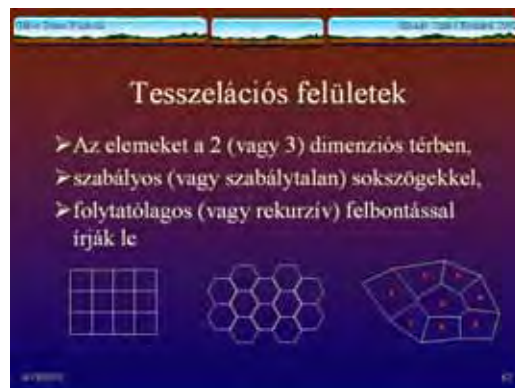 Tesszelációs felületek
➢Az elemeket a 2 (vagy 3) dimenziós térben,
➢szabályos (vagy szabálytalan) sokszögekkel,
➢folytatólagos (vagy rekurzív) felbontással
írják le